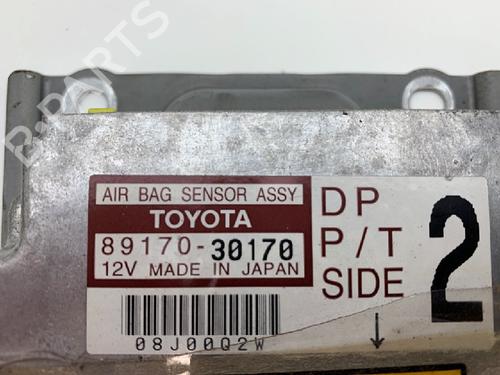 B-PARTS
AIR BAG SENSOR ASSY
TOYOTA
89170-30170
12V MADE IN JAPAN
08J00Q2W
DP
P/T
SIDE
2